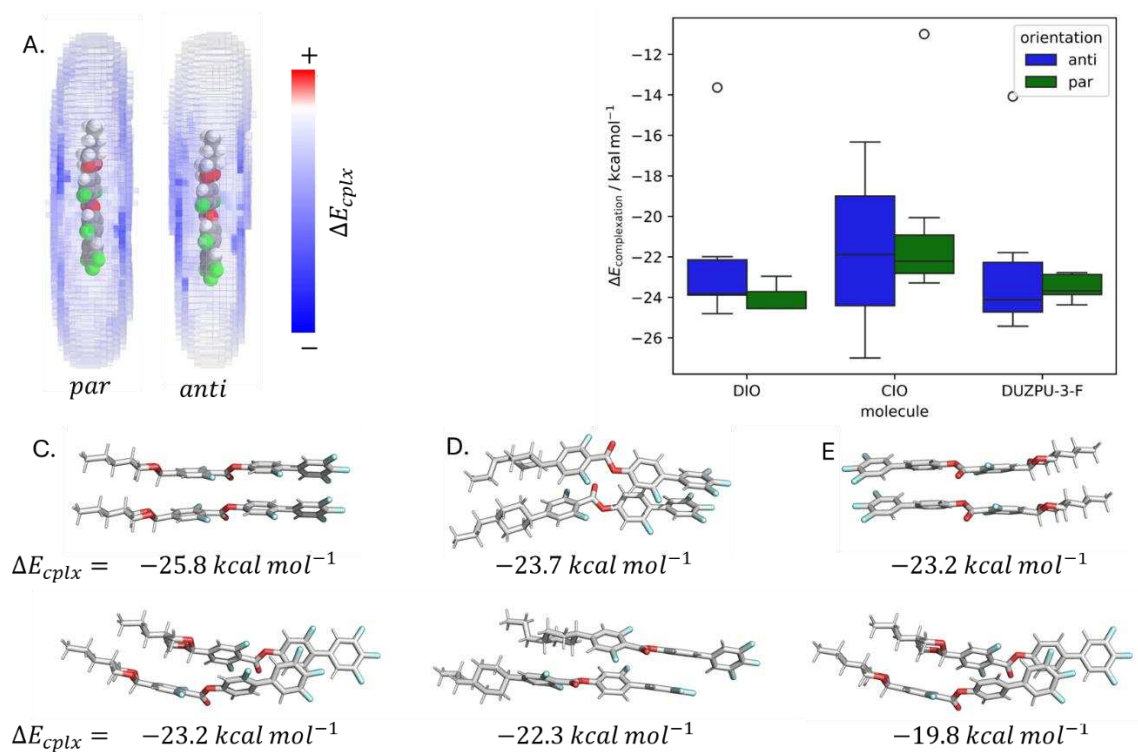 A.
+
ΔE_cplx
−
par
anti
orientation
anti
par
−12
−14
−16
−18
−20
−22
−24
−26
ΔE_complexation / kcal mol⁻¹
DIO
CIO
DUZPU-3-F
molecule
C.
D.
E
ΔE_cplx = −25.8 kcal mol⁻¹
−23.7 kcal mol⁻¹
−23.2 kcal mol⁻¹
ΔE_cplx = −23.2 kcal mol⁻¹
−22.3 kcal mol⁻¹
−19.8 kcal mol⁻¹